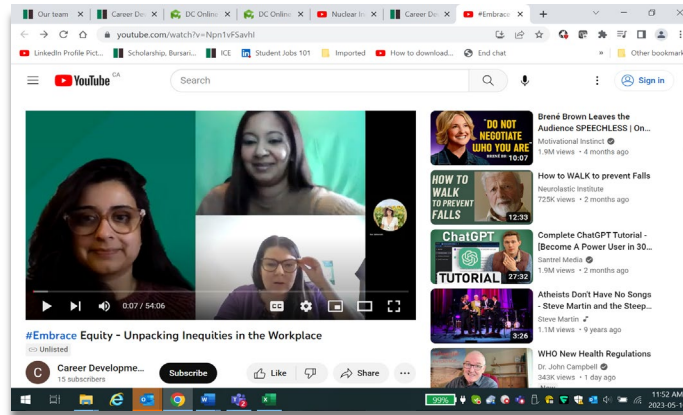 Our team
Career De
DC Online
DC Online
Nuclear In
Career De
#Embrace
youtube.com/watch?v=Npn1vFSavhI
LinkedIn Profile Pict...
Scholarship, Bursari...
ICE
Student Jobs 101
Imported
How to download...
End chat
Other bookmark
YouTube CA
Search
Sign in
0:07 / 54:06
CC
#Embrace Equity - Unpacking Inequities in the Workplace
Unlisted
C
Career Developme...
15 subscribers
Subscribe
Like
Share
"DO NOT
NEGOTIATE
WHO YOU ARE"
10:07
Brené Brown Leaves the
Audience SPEECHLESS | On...
Motivational Instinct
1.9M views • 4 months ago
HOW TO
WALK
TO PREVENT
FALLS
12:33
How to WALK to prevent Falls
Neurolastic Institute
725K views • 2 months ago
ChatGPT
TUTORIAL
27:32
Complete ChatGPT Tutorial -
[Become A Power User in 30...
Santrel Media
1.9M views • 2 months ago
3:26
Atheists Don't Have No Songs
- Steve Martin and the Steep...
Steve Martin
1.1M views • 9 years ago
WHO New Health Regulations
Dr. John Campbell
343K views • 1 day ago
New
99%
11:52 AM
2023-05-1